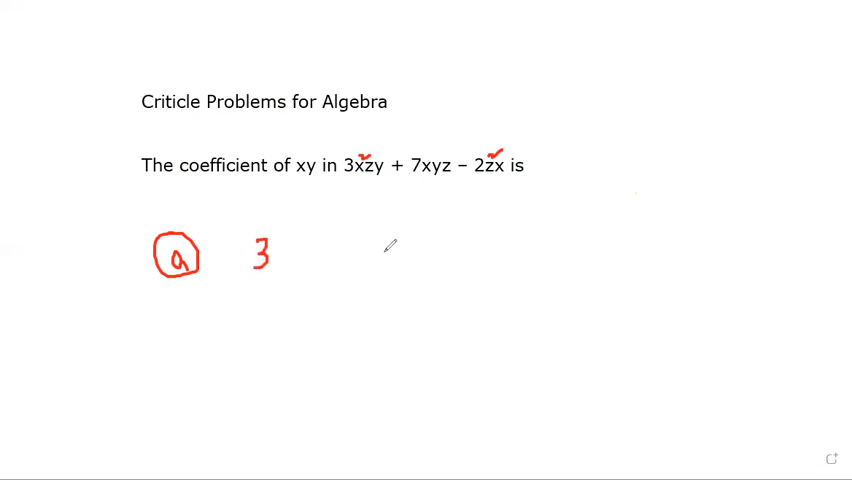 Criticle Problems for Algebra
The coefficient of xy in 3xzy + 7xyz – 2zx is
a 3